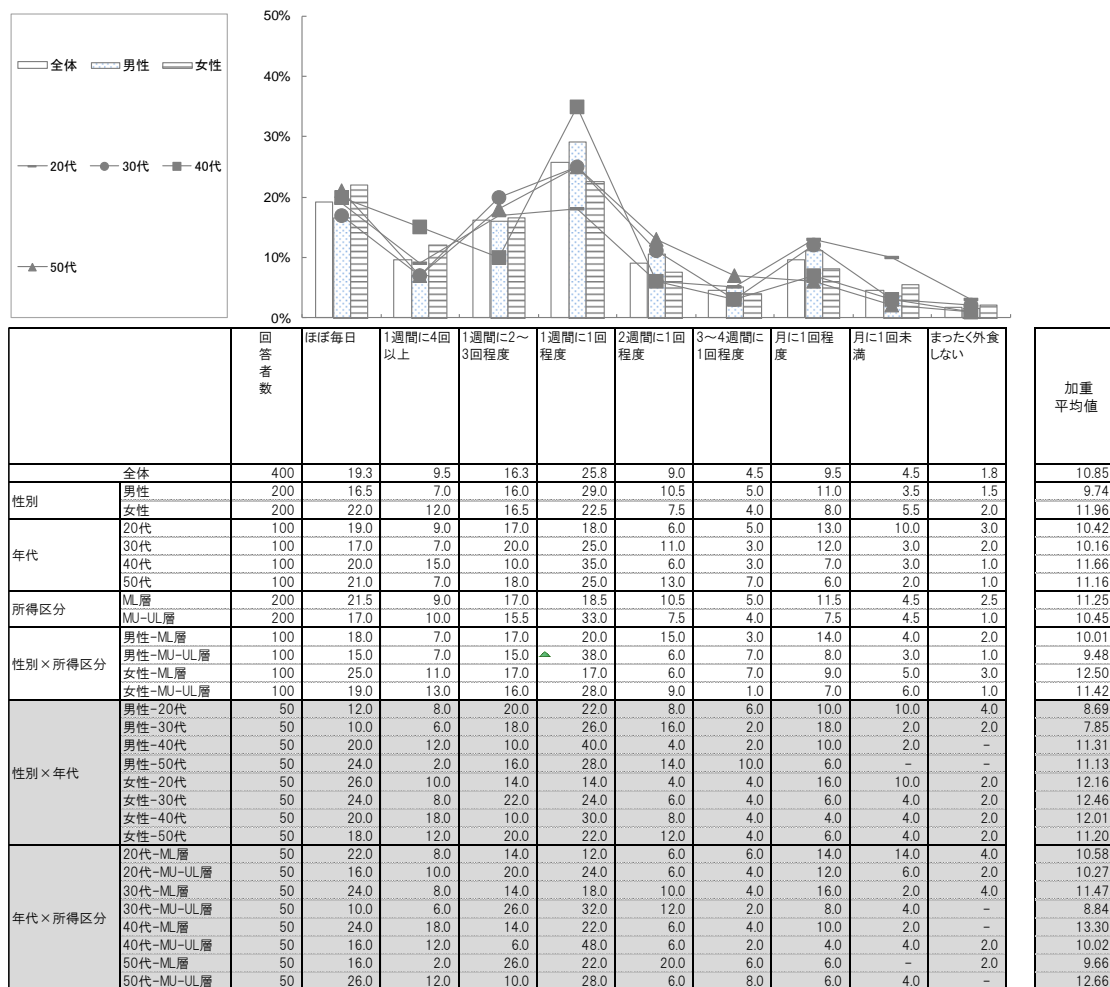 50%
40%
30%
20%
10%
0%
全体 男性 女性
20代 30代 40代
50代
回答者数 ほぼ毎日 1週間に4回以上 1週間に2～3回程度 1週間に1回程度 2週間に1回程度 3～4週間に1回程度 月に1回程度 月に1回未満 まったく外食しない 加重平均値
全体 400 19.3 9.5 16.3 25.8 9.0 4.5 9.5 4.5 1.8 10.85
性別 男性 200 16.5 7.0 16.0 29.0 10.5 5.0 11.0 3.5 1.5 9.74
女性 200 22.0 12.0 16.5 22.5 7.5 4.0 8.0 5.5 2.0 11.96
年代 20代 100 19.0 9.0 17.0 18.0 6.0 5.0 13.0 10.0 3.0 10.42
30代 100 17.0 7.0 20.0 25.0 11.0 3.0 12.0 3.0 2.0 10.16
40代 100 20.0 15.0 10.0 35.0 6.0 3.0 7.0 3.0 1.0 11.66
50代 100 21.0 7.0 18.0 25.0 13.0 7.0 6.0 2.0 1.0 11.16
所得区分 ML層 200 21.5 9.0 17.0 18.5 10.5 5.0 11.5 4.5 2.5 11.25
MU-UL層 200 17.0 10.0 15.5 33.0 7.5 4.0 7.5 4.5 1.0 10.45
性別×所得区分 男性-ML層 100 18.0 7.0 17.0 20.0 15.0 3.0 14.0 4.0 2.0 10.01
男性-MU-UL層 100 15.0 7.0 15.0 38.0 6.0 7.0 8.0 3.0 1.0 9.48
女性-ML層 100 25.0 11.0 17.0 17.0 6.0 7.0 9.0 5.0 3.0 12.50
女性-MU-UL層 100 19.0 13.0 16.0 28.0 9.0 1.0 7.0 6.0 1.0 11.42
性別×年代 男性-20代 50 12.0 8.0 20.0 22.0 8.0 6.0 10.0 10.0 4.0 8.69
男性-30代 50 10.0 6.0 18.0 26.0 16.0 2.0 18.0 2.0 2.0 7.85
男性-40代 50 20.0 12.0 10.0 40.0 4.0 2.0 10.0 2.0 - 11.31
男性-50代 50 24.0 2.0 16.0 28.0 14.0 10.0 6.0 - - 11.13
女性-20代 50 26.0 10.0 14.0 14.0 4.0 4.0 16.0 10.0 2.0 12.16
女性-30代 50 24.0 8.0 22.0 24.0 6.0 4.0 6.0 4.0 2.0 12.46
女性-40代 50 20.0 18.0 10.0 30.0 8.0 4.0 4.0 4.0 2.0 12.01
女性-50代 50 18.0 12.0 20.0 22.0 12.0 4.0 6.0 4.0 2.0 11.20
年代×所得区分 20代-ML層 50 22.0 8.0 14.0 12.0 6.0 6.0 14.0 14.0 4.0 10.58
20代-MU-UL層 50 16.0 10.0 20.0 24.0 6.0 4.0 12.0 6.0 2.0 10.27
30代-ML層 50 24.0 8.0 14.0 18.0 10.0 4.0 16.0 2.0 4.0 11.47
30代-MU-UL層 50 10.0 6.0 26.0 32.0 12.0 2.0 8.0 4.0 - 8.84
40代-ML層 50 24.0 18.0 14.0 22.0 6.0 4.0 10.0 2.0 - 13.30
40代-MU-UL層 50 16.0 12.0 6.0 48.0 6.0 2.0 4.0 4.0 2.0 10.02
50代-ML層 50 16.0 2.0 26.0 22.0 20.0 6.0 6.0 - 2.0 9.66
50代-MU-UL層 50 26.0 12.0 10.0 28.0 6.0 8.0 6.0 4.0 - 12.66